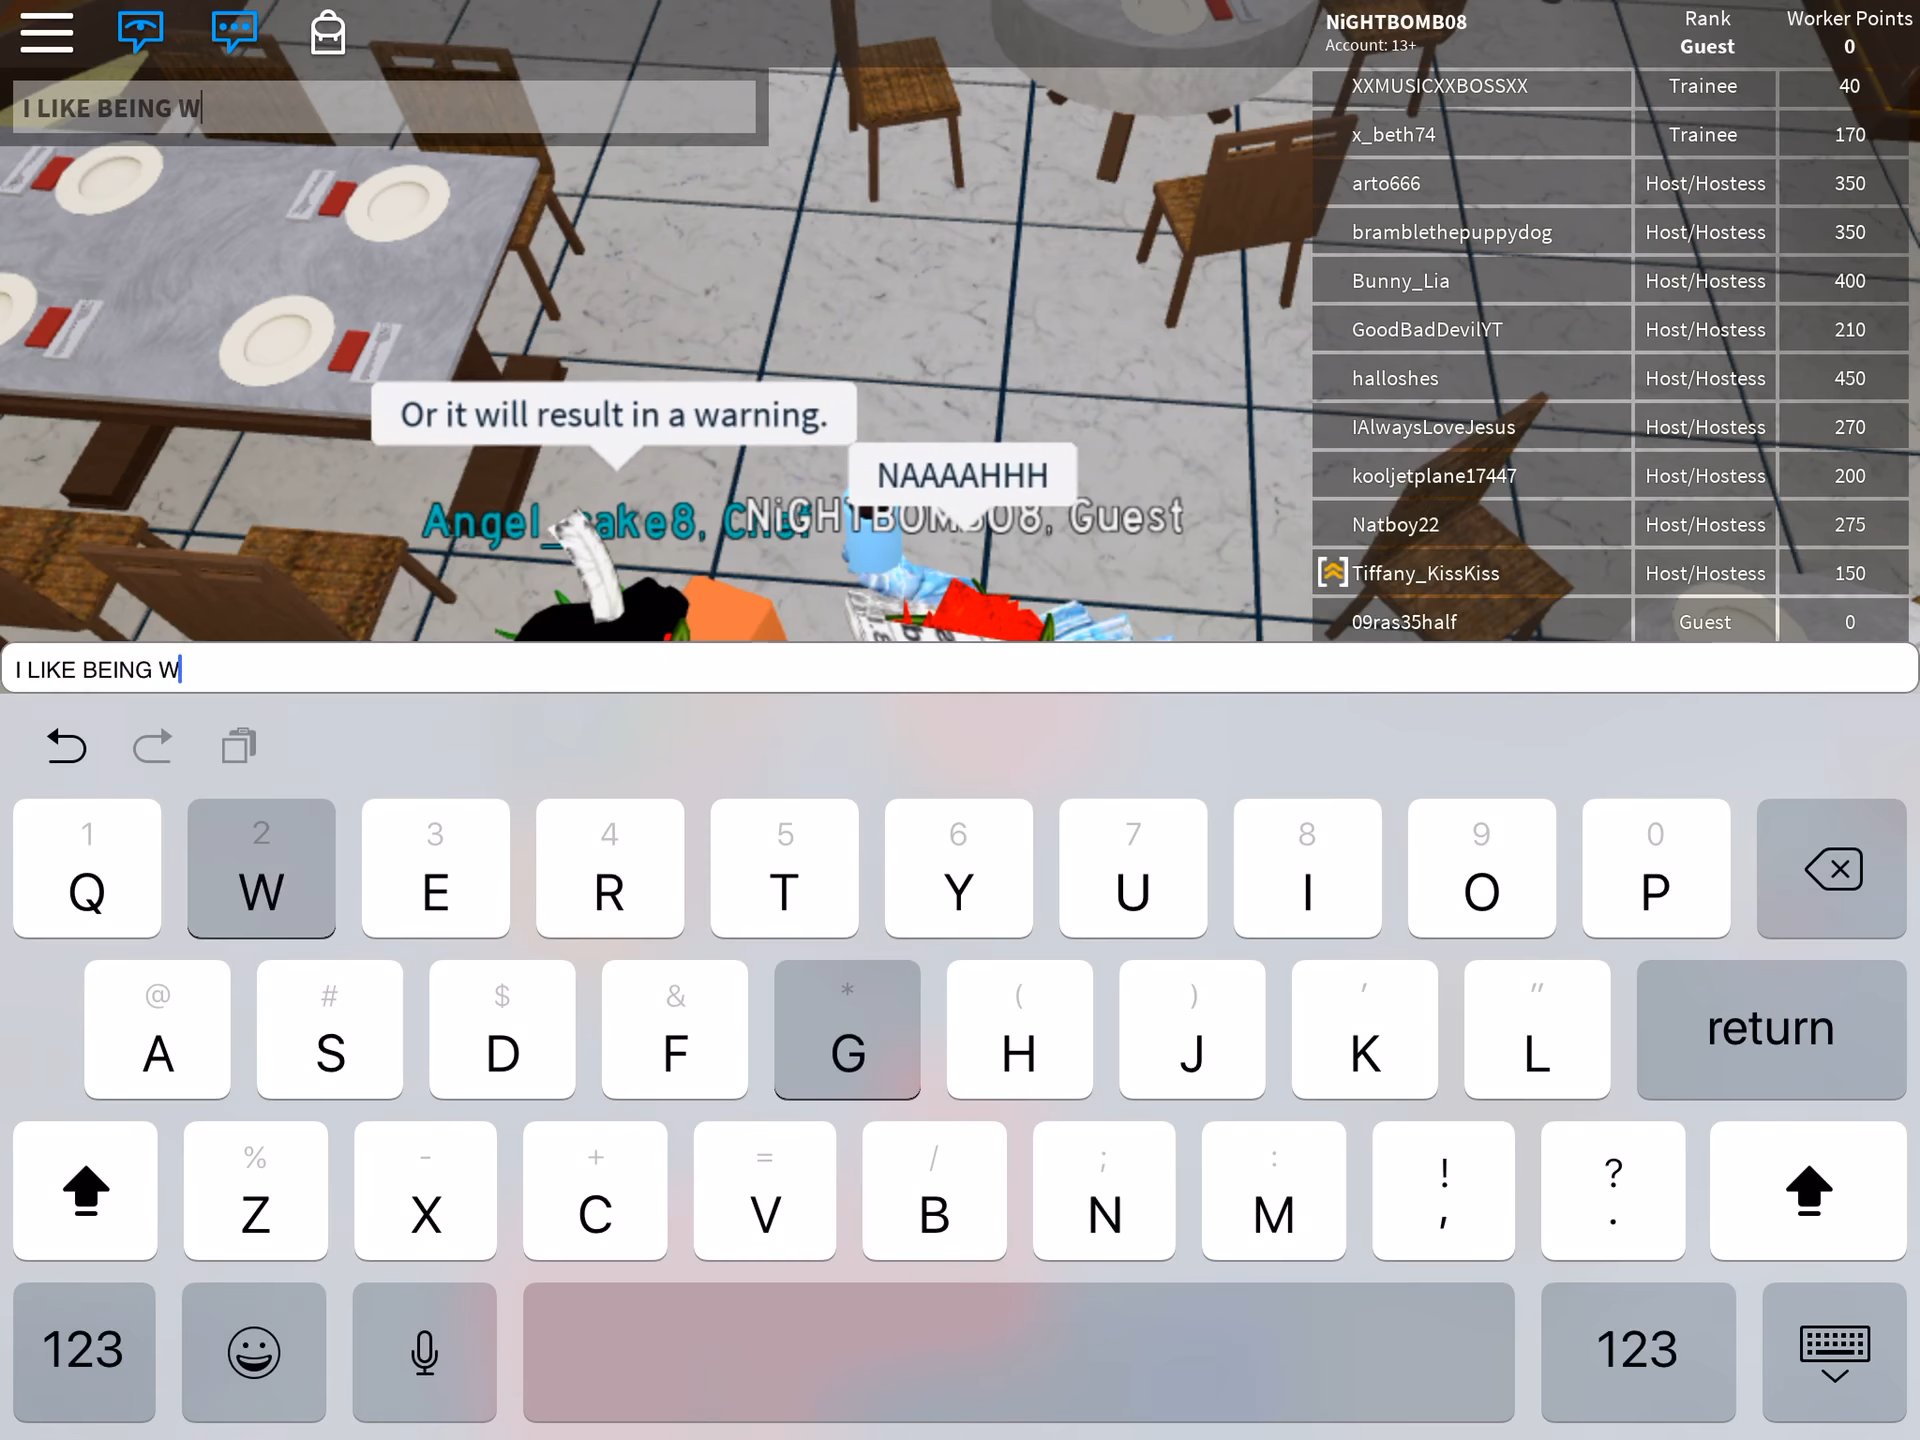 NiGHTBOMB08
Account: 13+
Rank
Guest
Worker Points
0
I LIKE BEING W
XXMUSICXXBOSSXX Trainee 40
x_beth74 Trainee 170
arto666 Host/Hostess 350
bramblethepuppydog Host/Hostess 350
Bunny_Lia Host/Hostess 400
GoodBadDevilYT Host/Hostess 210
halloshes Host/Hostess 450
IAlwaysLoveJesus Host/Hostess 270
kooljetplane17447 Host/Hostess 200
Natboy22 Host/Hostess 275
Tiffany_KissKiss Host/Hostess 150
09ras35half Guest 0
Or it will result in a warning.
NAAAAHHH
NiGHTBOMB08, Guest
I LIKE BEING W
1 2 3 4 5 6 7 8 9 0
Q W E R T Y U I O P
@ # $ & * ( ) ' "
A S D F G H J K L return
% - + = / ; : ! ?
Z X C V B N M , .
123 123